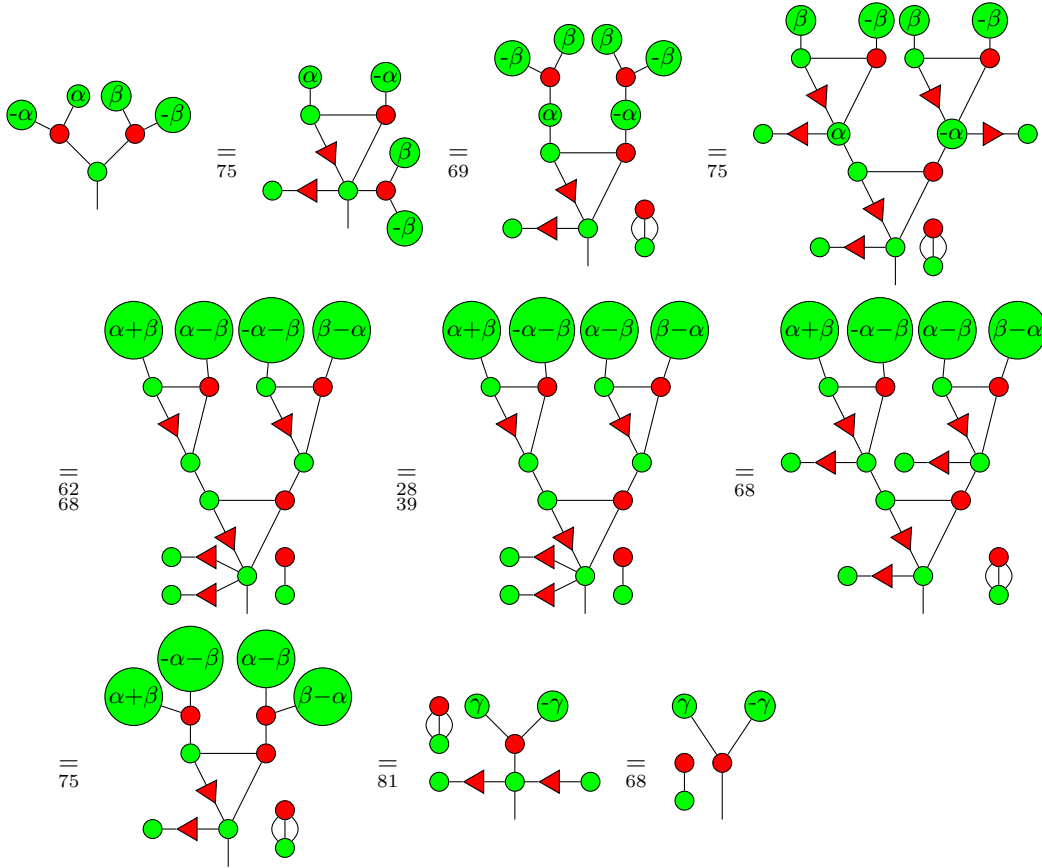 -α α β -β = 75 α -α β -β = 69 -β β β -β α -α = 75 β -β β -β α -α
= 62 68 α+β α−β -α−β β−α = 28 39 α+β -α−β α−β β−α = 68 α+β -α−β α−β β−α
= 75 α+β -α−β α−β β−α = 81 γ -γ = 68 γ -γ